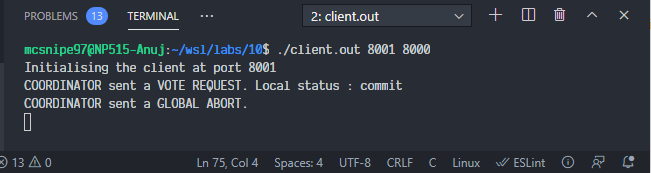 PROBLEMS 13 TERMINAL ··· 2: client.out
mcsnipe97@NP515-Anuj:~/wsl/labs/10$ ./client.out 8001 8000
Initialising the client at port 8001
COORDINATOR sent a VOTE REQUEST. Local status : commit
COORDINATOR sent a GLOBAL ABORT.
13 0 Ln 75, Col 4 Spaces: 4 UTF-8 CRLF C Linux ESLint